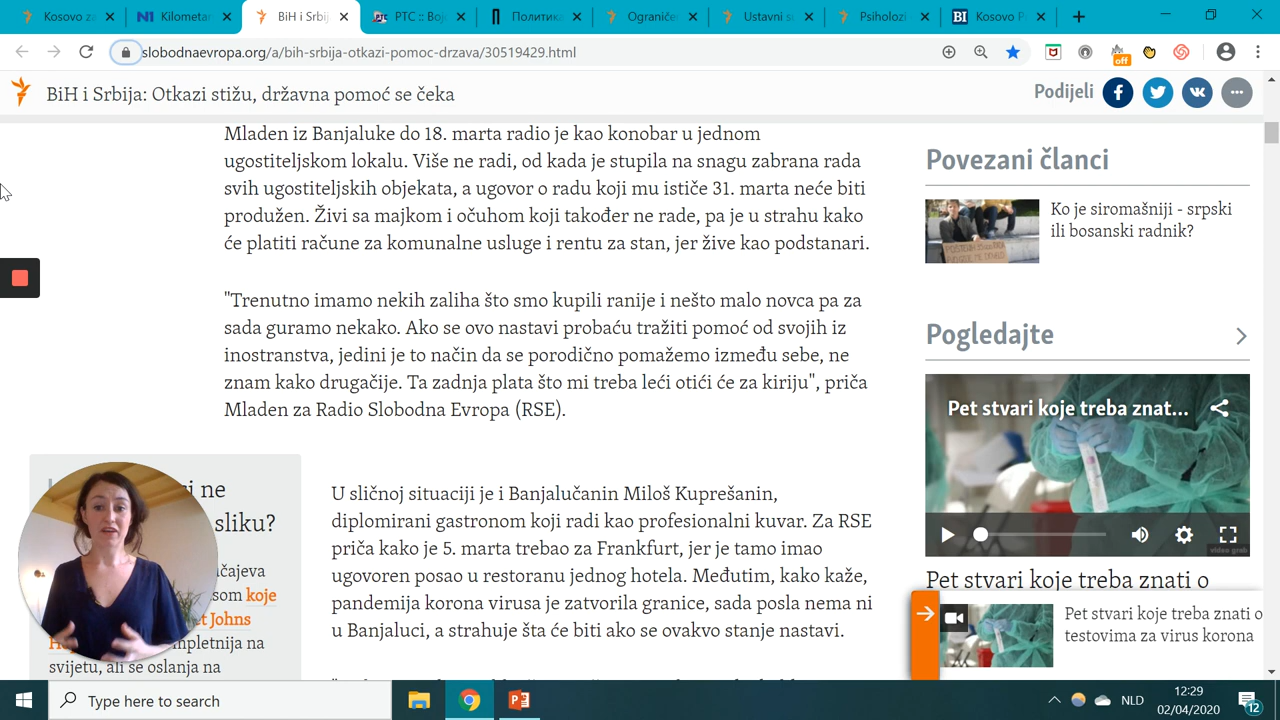 Kosovo za
Kilometar
BiH i Srbij
РТС :: Вој
Политика
Ograniče
Ustavni s
Psiholozi
Kosovo P
slobodnaevropa.org/a/bih-srbija-otkazi-pomoc-drzava/30519429.html
off
BiH i Srbija: Otkazi stižu, državna pomoć se čeka
Podijeli
Mladen iz Banjaluke do 18. marta radio je kao konobar u jednom
ugostiteljskom lokalu. Više ne radi, od kada je stupila na snagu zabrana rada
svih ugostiteljskih objekata, a ugovor o radu koji mu ističe 31. marta neće biti
produžen. Živi sa majkom i očuhom koji također ne rade, pa je u strahu kako
će platiti račune za komunalne usluge i rentu za stan, jer žive kao podstanari.
"Trenutno imamo nekih zaliha što smo kupili ranije i nešto malo novca pa za
sada guramo nekako. Ako se ovo nastavi probaću tražiti pomoć od svojih iz
inostranstva, jedini je to način da se porodično pomažemo između sebe, ne
znam kako drugačije. Ta zadnja plata što mi treba leći otići će za kiriju", priča
Mladen za Radio Slobodna Evropa (RSE).
ne
sliku?
som koje
Johns
svijetu, ali se oslanja na
U sličnoj situaciji je i Banjalučanin Miloš Kuprešanin,
diplomirani gastronom koji radi kao profesionalni kuvar. Za RSE
priča kako je 5. marta trebao za Frankfurt, jer je tamo imao
ugovoren posao u restoranu jednog hotela. Međutim, kako kaže,
pandemija korona virusa je zatvorila granice, sada posla nema ni
u Banjaluci, a strahuje šta će biti ako se ovakvo stanje nastavi.
Povezani članci
Ko je siromašniji - srpski
ili bosanski radnik?
Pogledajte
Pet stvari koje treba znat...
video grab
Pet stvari koje treba znati o
Pet stvari koje treba znati o
testovima za virus korona
Type here to search
NLD
12:29
02/04/2020
12